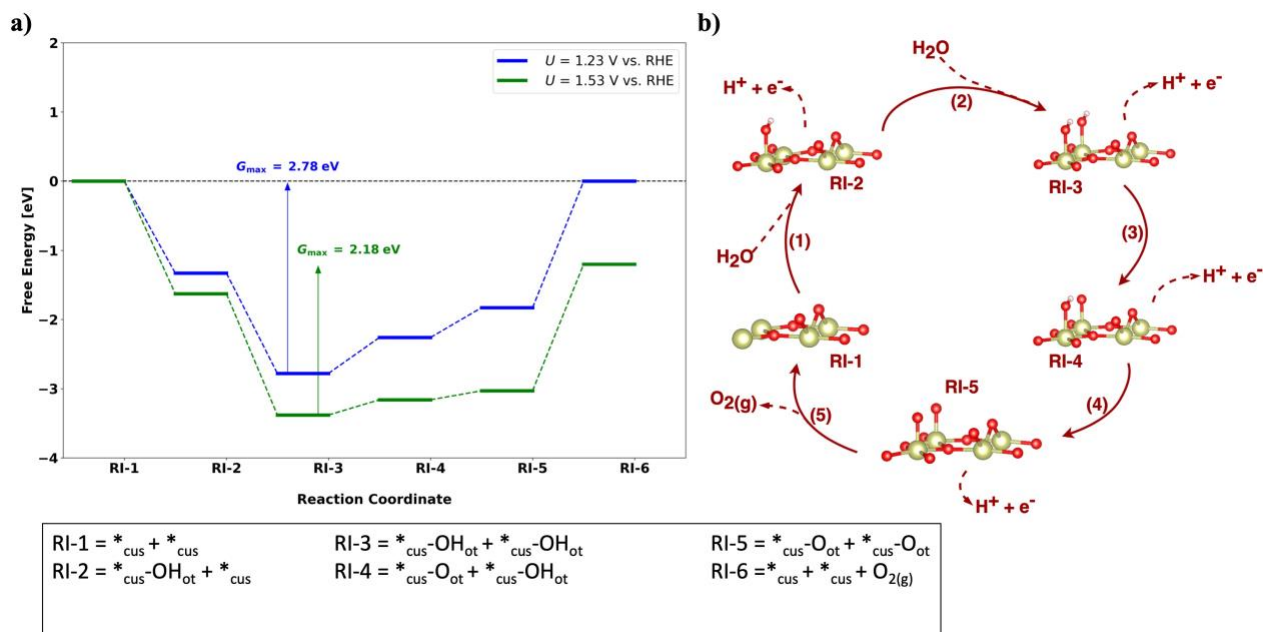 a)
2
1
0
−1
−2
−3
−4
Free Energy [eV]
U = 1.23 V vs. RHE
U = 1.53 V vs. RHE
Gmax = 2.78 eV
Gmax = 2.18 eV
RI-1 RI-2 RI-3 RI-4 RI-5 RI-6
Reaction Coordinate
b)
H2O
H⁺ + e⁻
(2)
H⁺ + e⁻
RI-2
RI-3
(1)
H2O
(3)
H⁺ + e⁻
RI-1
RI-4
RI-5
O2(g)
(5)
(4)
H⁺ + e⁻
RI-1 = *cus + *cus RI-3 = *cus-OHot + *cus-OHot RI-5 = *cus-Oot + *cus-Oot
RI-2 = *cus-OHot + *cus RI-4 = *cus-Oot + *cus-OHot RI-6 =*cus + *cus + O2(g)